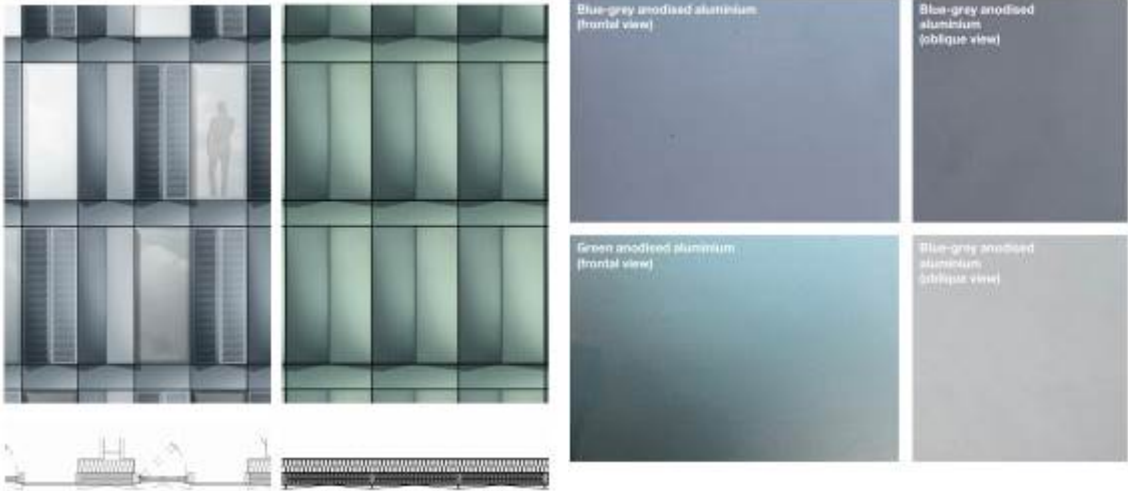 Blue-grey anodised aluminium
(frontal view)
Blue-grey anodised
aluminium
(oblique view)
Green anodised aluminium
(frontal view)
Blue-grey anodised
aluminium
(oblique view)